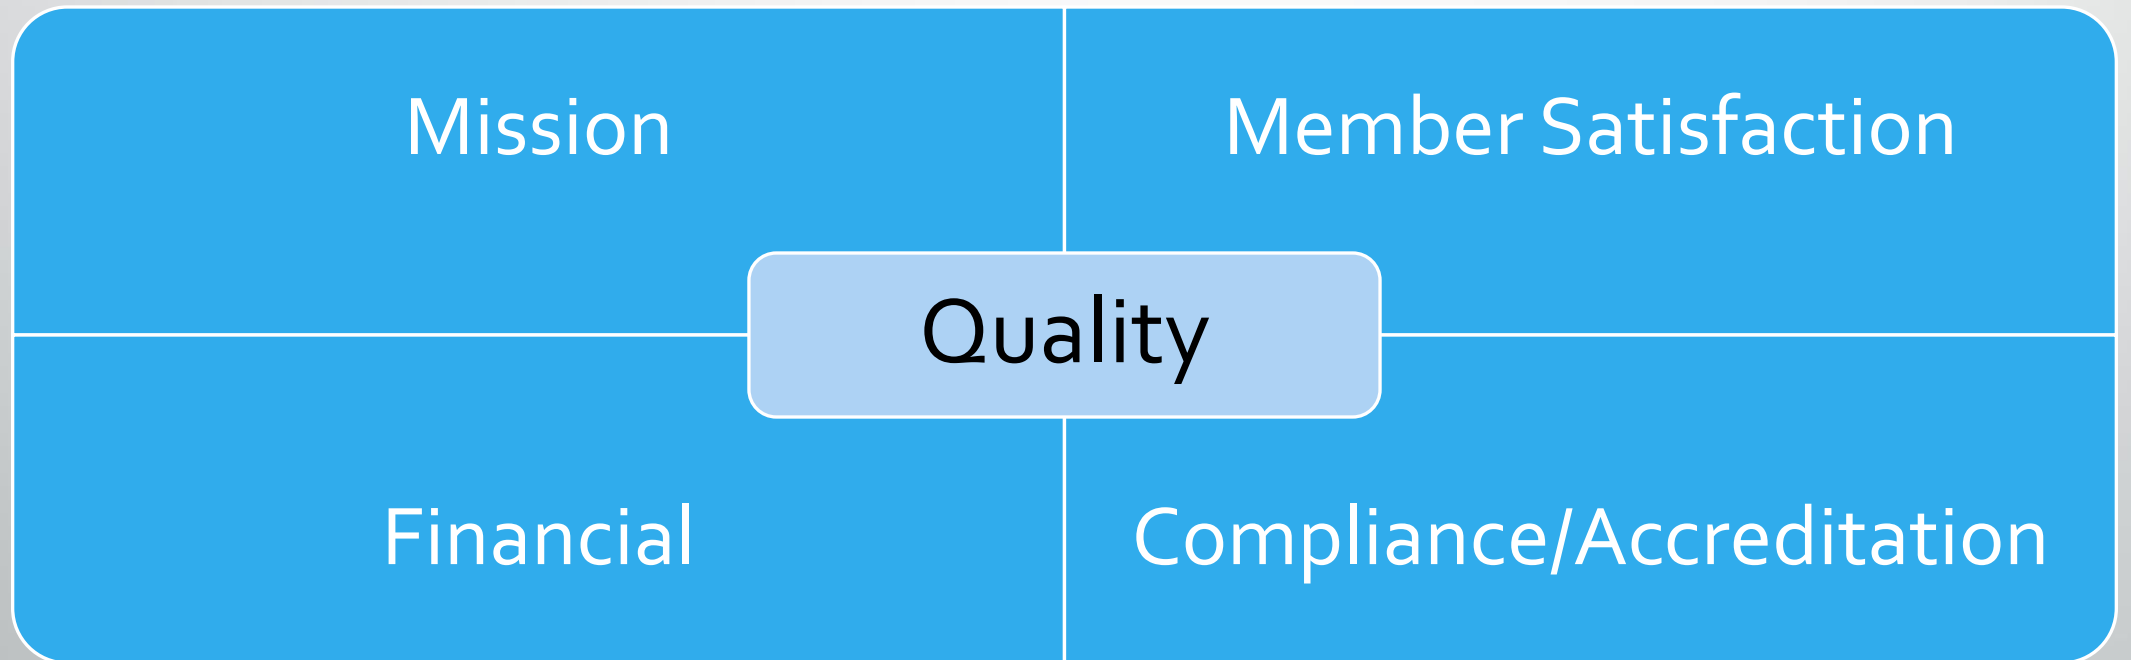 Mission
Member Satisfaction
Quality
Financial
Compliance/Accreditation